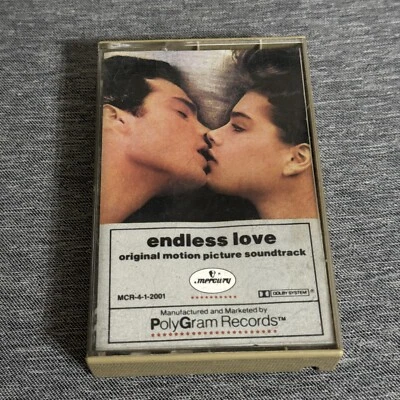 endless love
original motion picture soundtrack
mercury
MCR-4-1-2001
DOLBY SYSTEM
Manufactured and Marketed by
PolyGram Records™